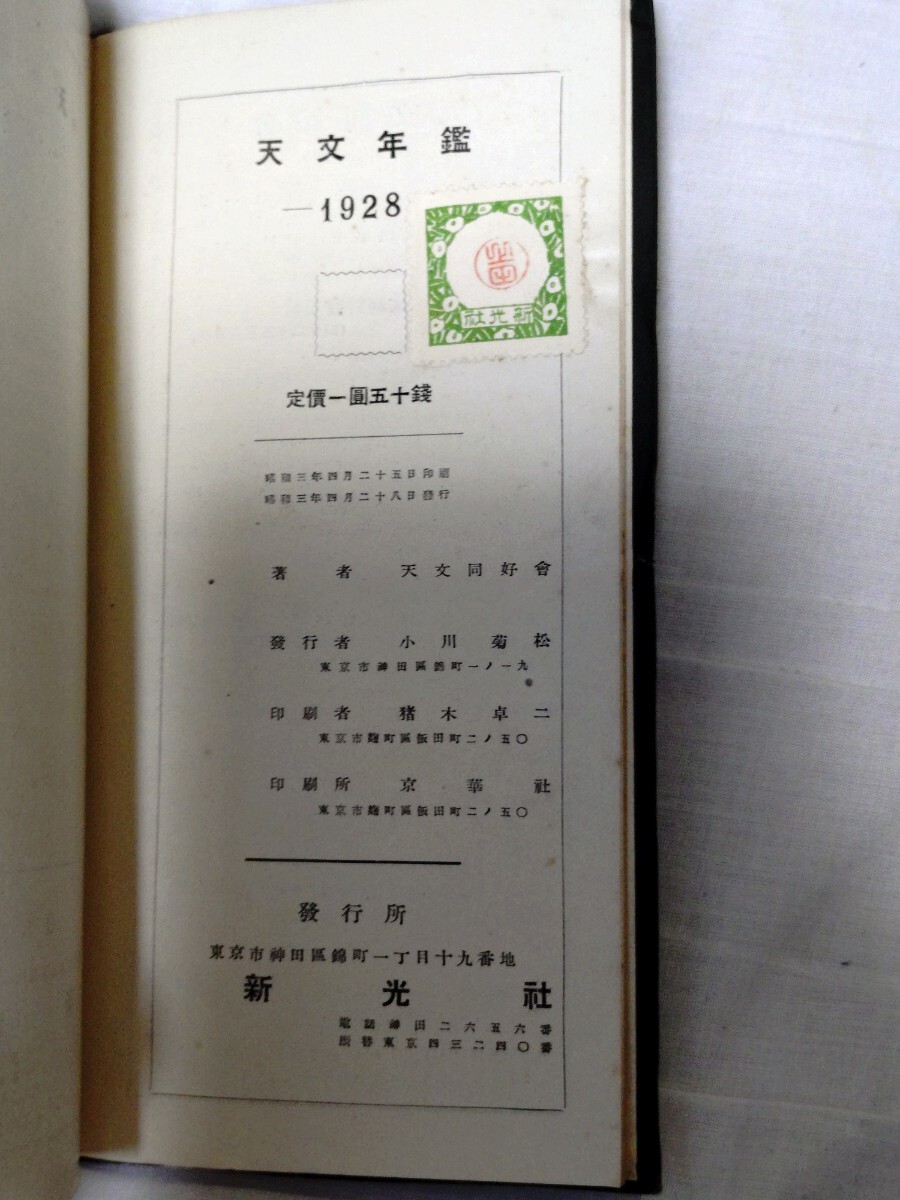 天文年鑑
—1928
新光社
定價一圓五十錢
昭和三年四月二十五日印刷
昭和三年四月二十八日發行
著者 天文同好會
發行者 小川菊松
東京市神田區錦町一ノ一九
印刷者 猪木卓二
東京市麴町區飯田町二ノ五〇
印刷所 京華社
東京市麴町區飯田町二ノ五〇
發行所
東京市神田區錦町一丁目十九番地
新光社
電話神田二六五六番
振替東京四三二四〇番